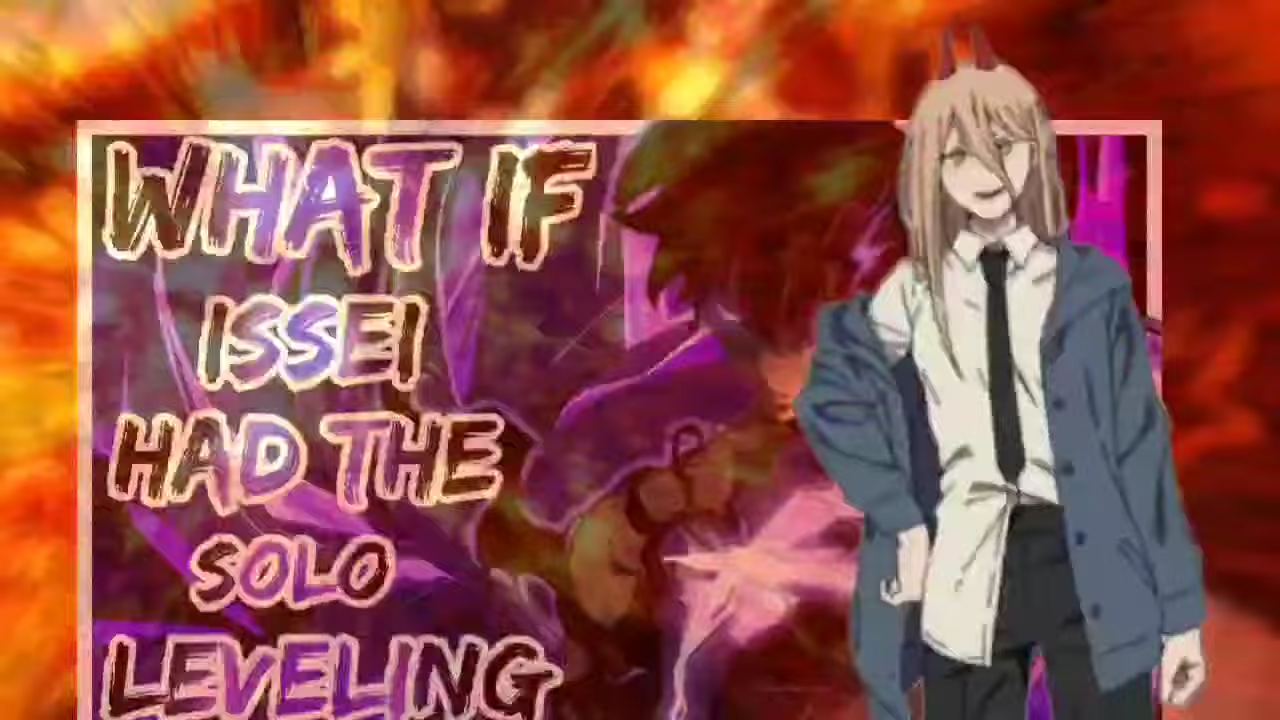 WHAT IF
ISSEI
HAD THE
SOLO
LEVELING